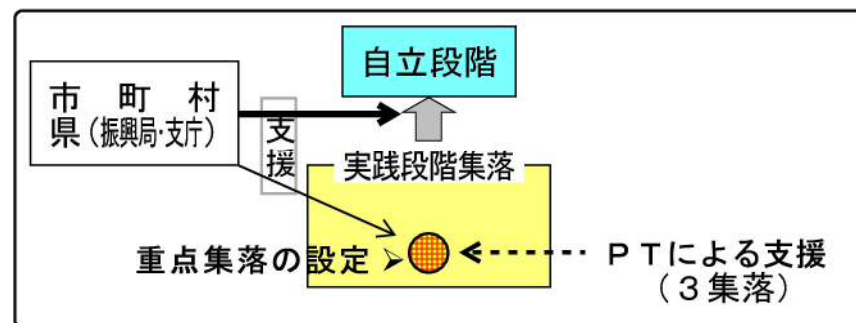 自立段階
市　町　村
県（振興局・支庁）
支援
実践段階集落
重点集落の設定 ➢
ＰＴによる支援
（３集落）